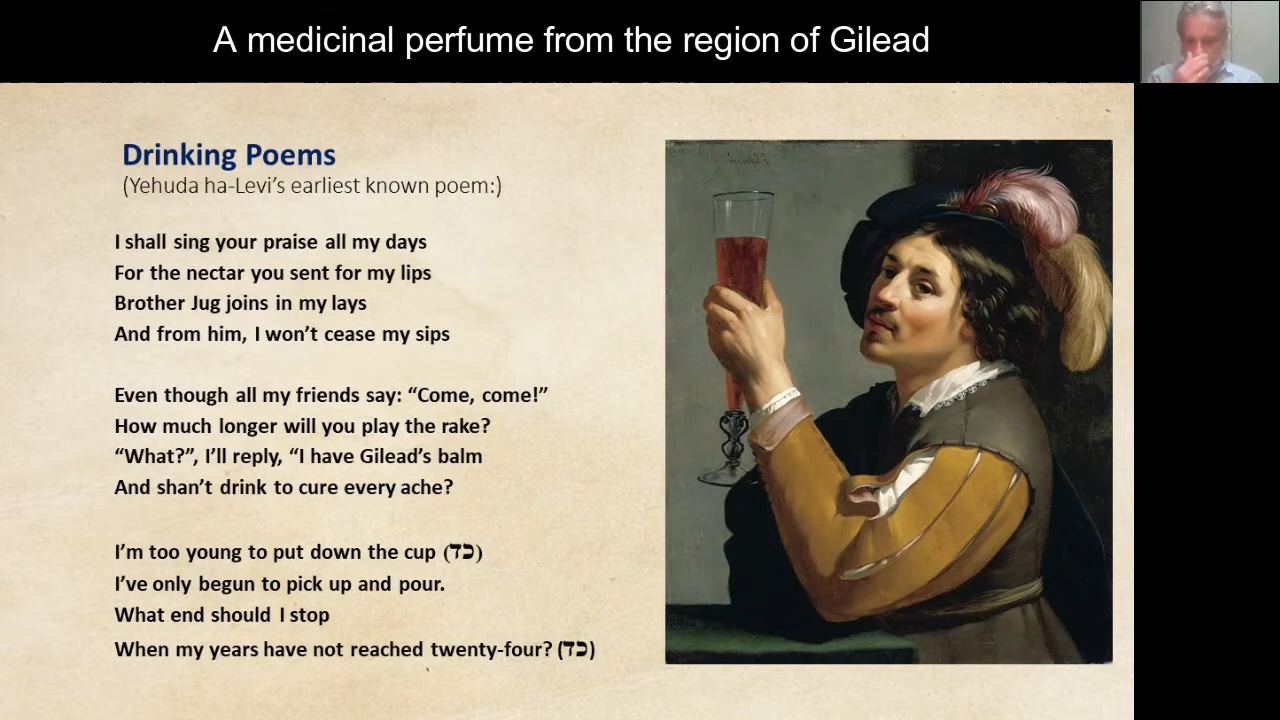 A medicinal perfume from the region of Gilead
Drinking Poems
(Yehuda ha-Levi's earliest known poem:)
I shall sing your praise all my days
For the nectar you sent for my lips
Brother Jug joins in my lays
And from him, I won't cease my sips
Even though all my friends say: “Come, come!”
How much longer will you play the rake?
“What?”, I'll reply, “I have Gilead's balm
And shan't drink to cure every ache?
I'm too young to put down the cup (כד)
I've only begun to pick up and pour.
What end should I stop
When my years have not reached twenty-four? (כד)